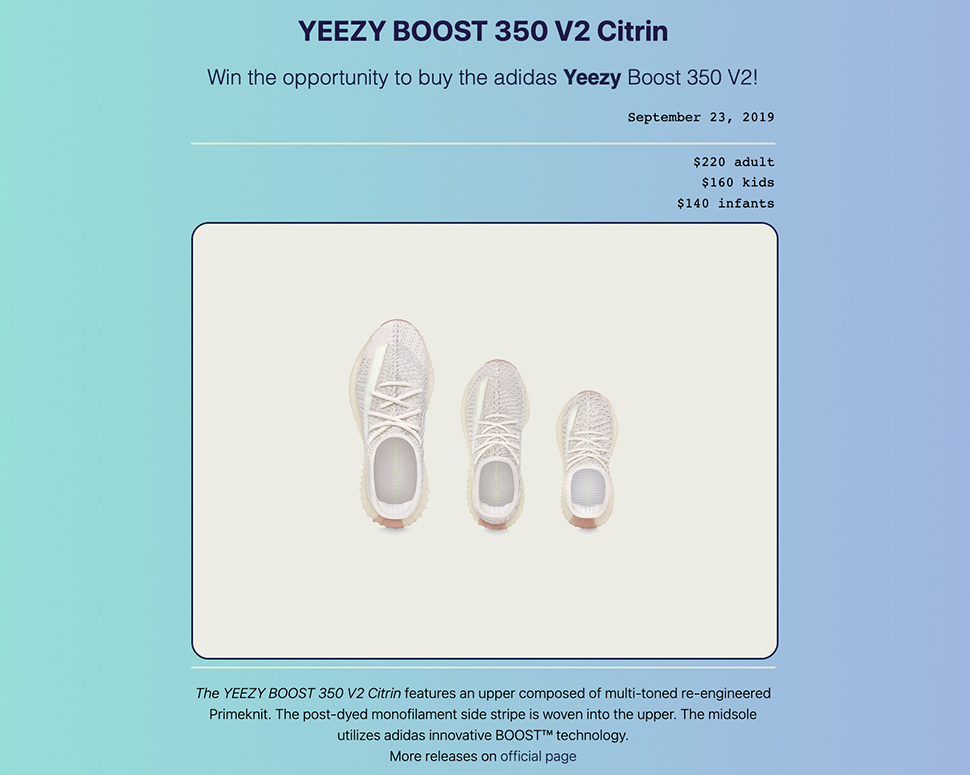 YEEZY BOOST 350 V2 Citrin
Win the opportunity to buy the adidas Yeezy Boost 350 V2!
September 23, 2019
$220 adult
$160 kids
$140 infants
The YEEZY BOOST 350 V2 Citrin features an upper composed of multi-toned re-engineered
Primeknit. The post-dyed monofilament side stripe is woven into the upper. The midsole
utilizes adidas innovative BOOST™ technology.
More releases on official page